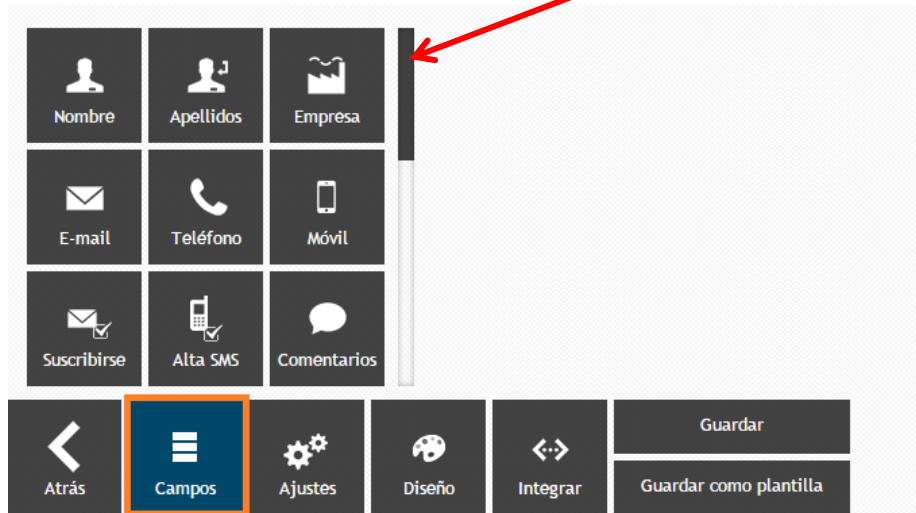 Nombre
Apellidos
Empresa
E-mail
Teléfono
Móvil
Suscribirse
Alta SMS
Comentarios
Atrás
Campos
Ajustes
Diseño
Integrar
Guardar
Guardar como plantilla